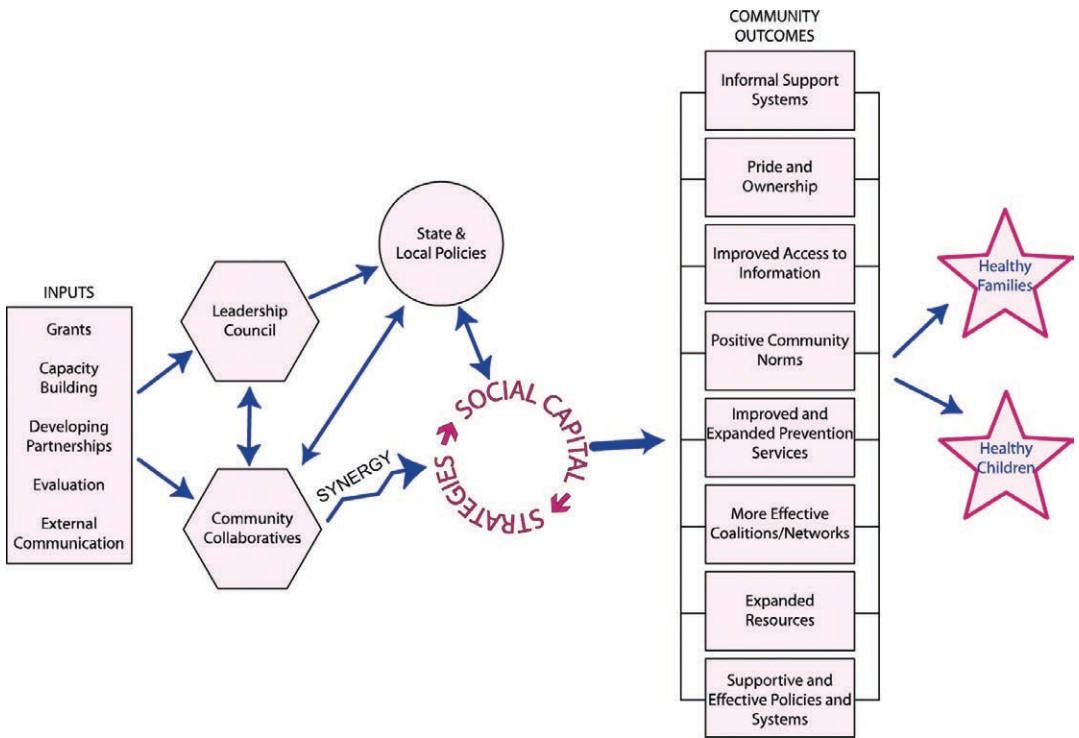 INPUTS
Grants
Capacity
Building
Developing
Partnerships
Evaluation
External
Communication
Leadership
Council
Community
Collaboratives
State &
Local Policies
SYNERGY
SOCIAL CAPITAL
STRATEGIES
COMMUNITY
OUTCOMES
Informal Support
Systems
Pride and
Ownership
Improved Access to
Information
Positive Community
Norms
Improved and
Expanded Prevention
Services
More Effective
Coalitions/Networks
Expanded
Resources
Supportive and
Effective Policies and
Systems
Healthy
Families
Healthy
Children